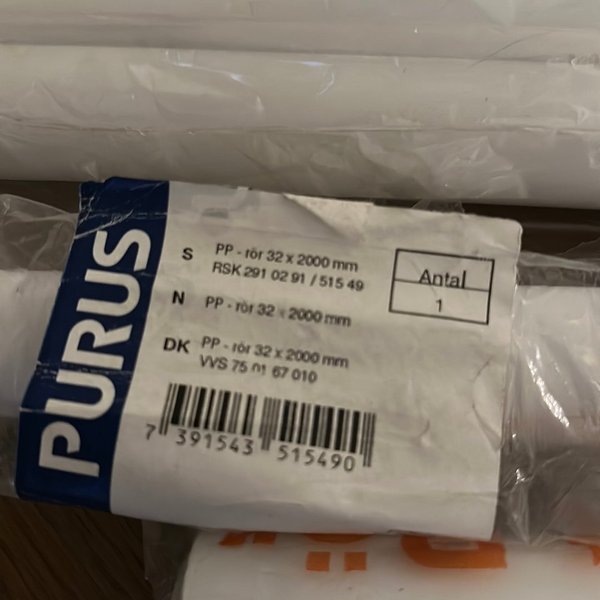 PURUS
S PP - rör 32 x 2000 mm
RSK 291 02 91 / 515 49
N PP - rör 32 x 2000 mm
DK PP - rör 32 x 2000 mm
VVS 75 01 67 010
Antal
1
7 391543 515490